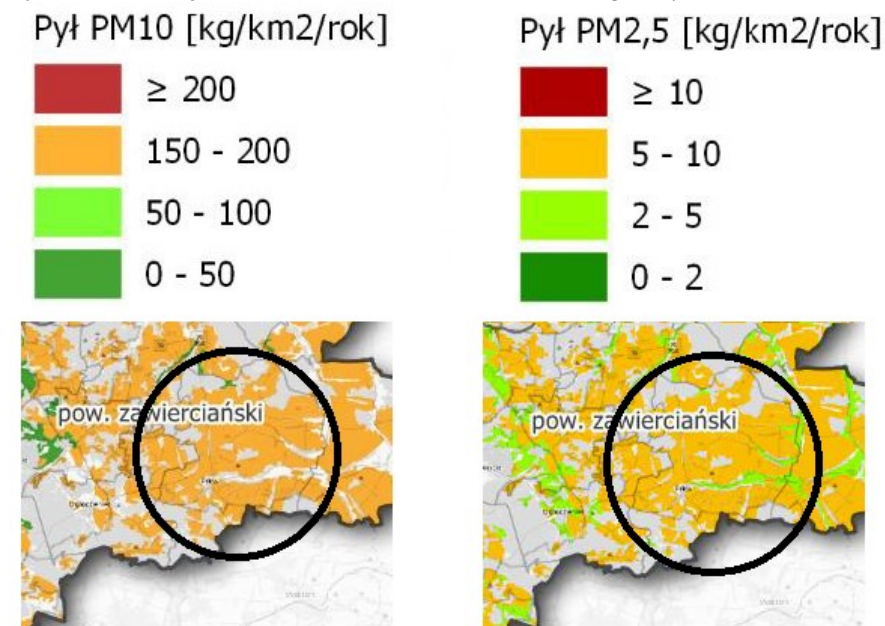 Pył PM10 [kg/km2/rok]
≥ 200
150 - 200
50 - 100
0 - 50
Pył PM2,5 [kg/km2/rok]
≥ 10
5 - 10
2 - 5
0 - 2
pow. zawierciański
pow. zawierciański